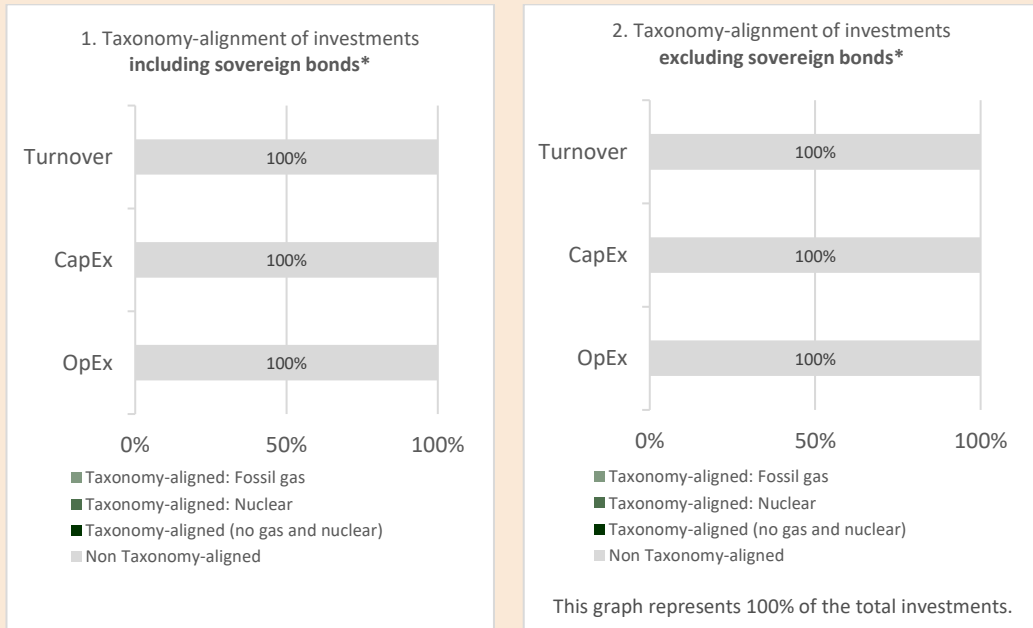 1. Taxonomy-alignment of investments
including sovereign bonds*
Turnover
100%
CapEx
100%
OpEx
100%
0%
50%
100%
Taxonomy-aligned: Fossil gas
Taxonomy-aligned: Nuclear
Taxonomy-aligned (no gas and nuclear)
Non Taxonomy-aligned
2. Taxonomy-alignment of investments
excluding sovereign bonds*
Turnover
100%
CapEx
100%
OpEx
100%
0%
50%
100%
Taxonomy-aligned: Fossil gas
Taxonomy-aligned: Nuclear
Taxonomy-aligned (no gas and nuclear)
Non Taxonomy-aligned
This graph represents 100% of the total investments.